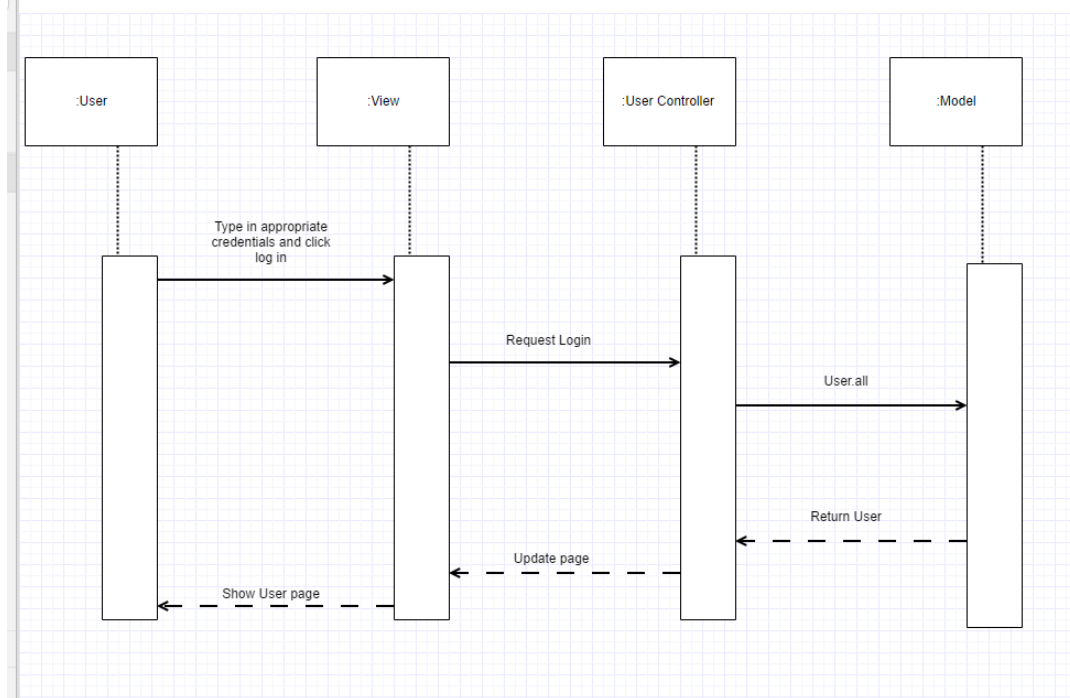 :User
:View
:User Controller
:Model
Type in appropriate
credentials and click
log in
Request Login
User.all
Return User
Update page
Show User page